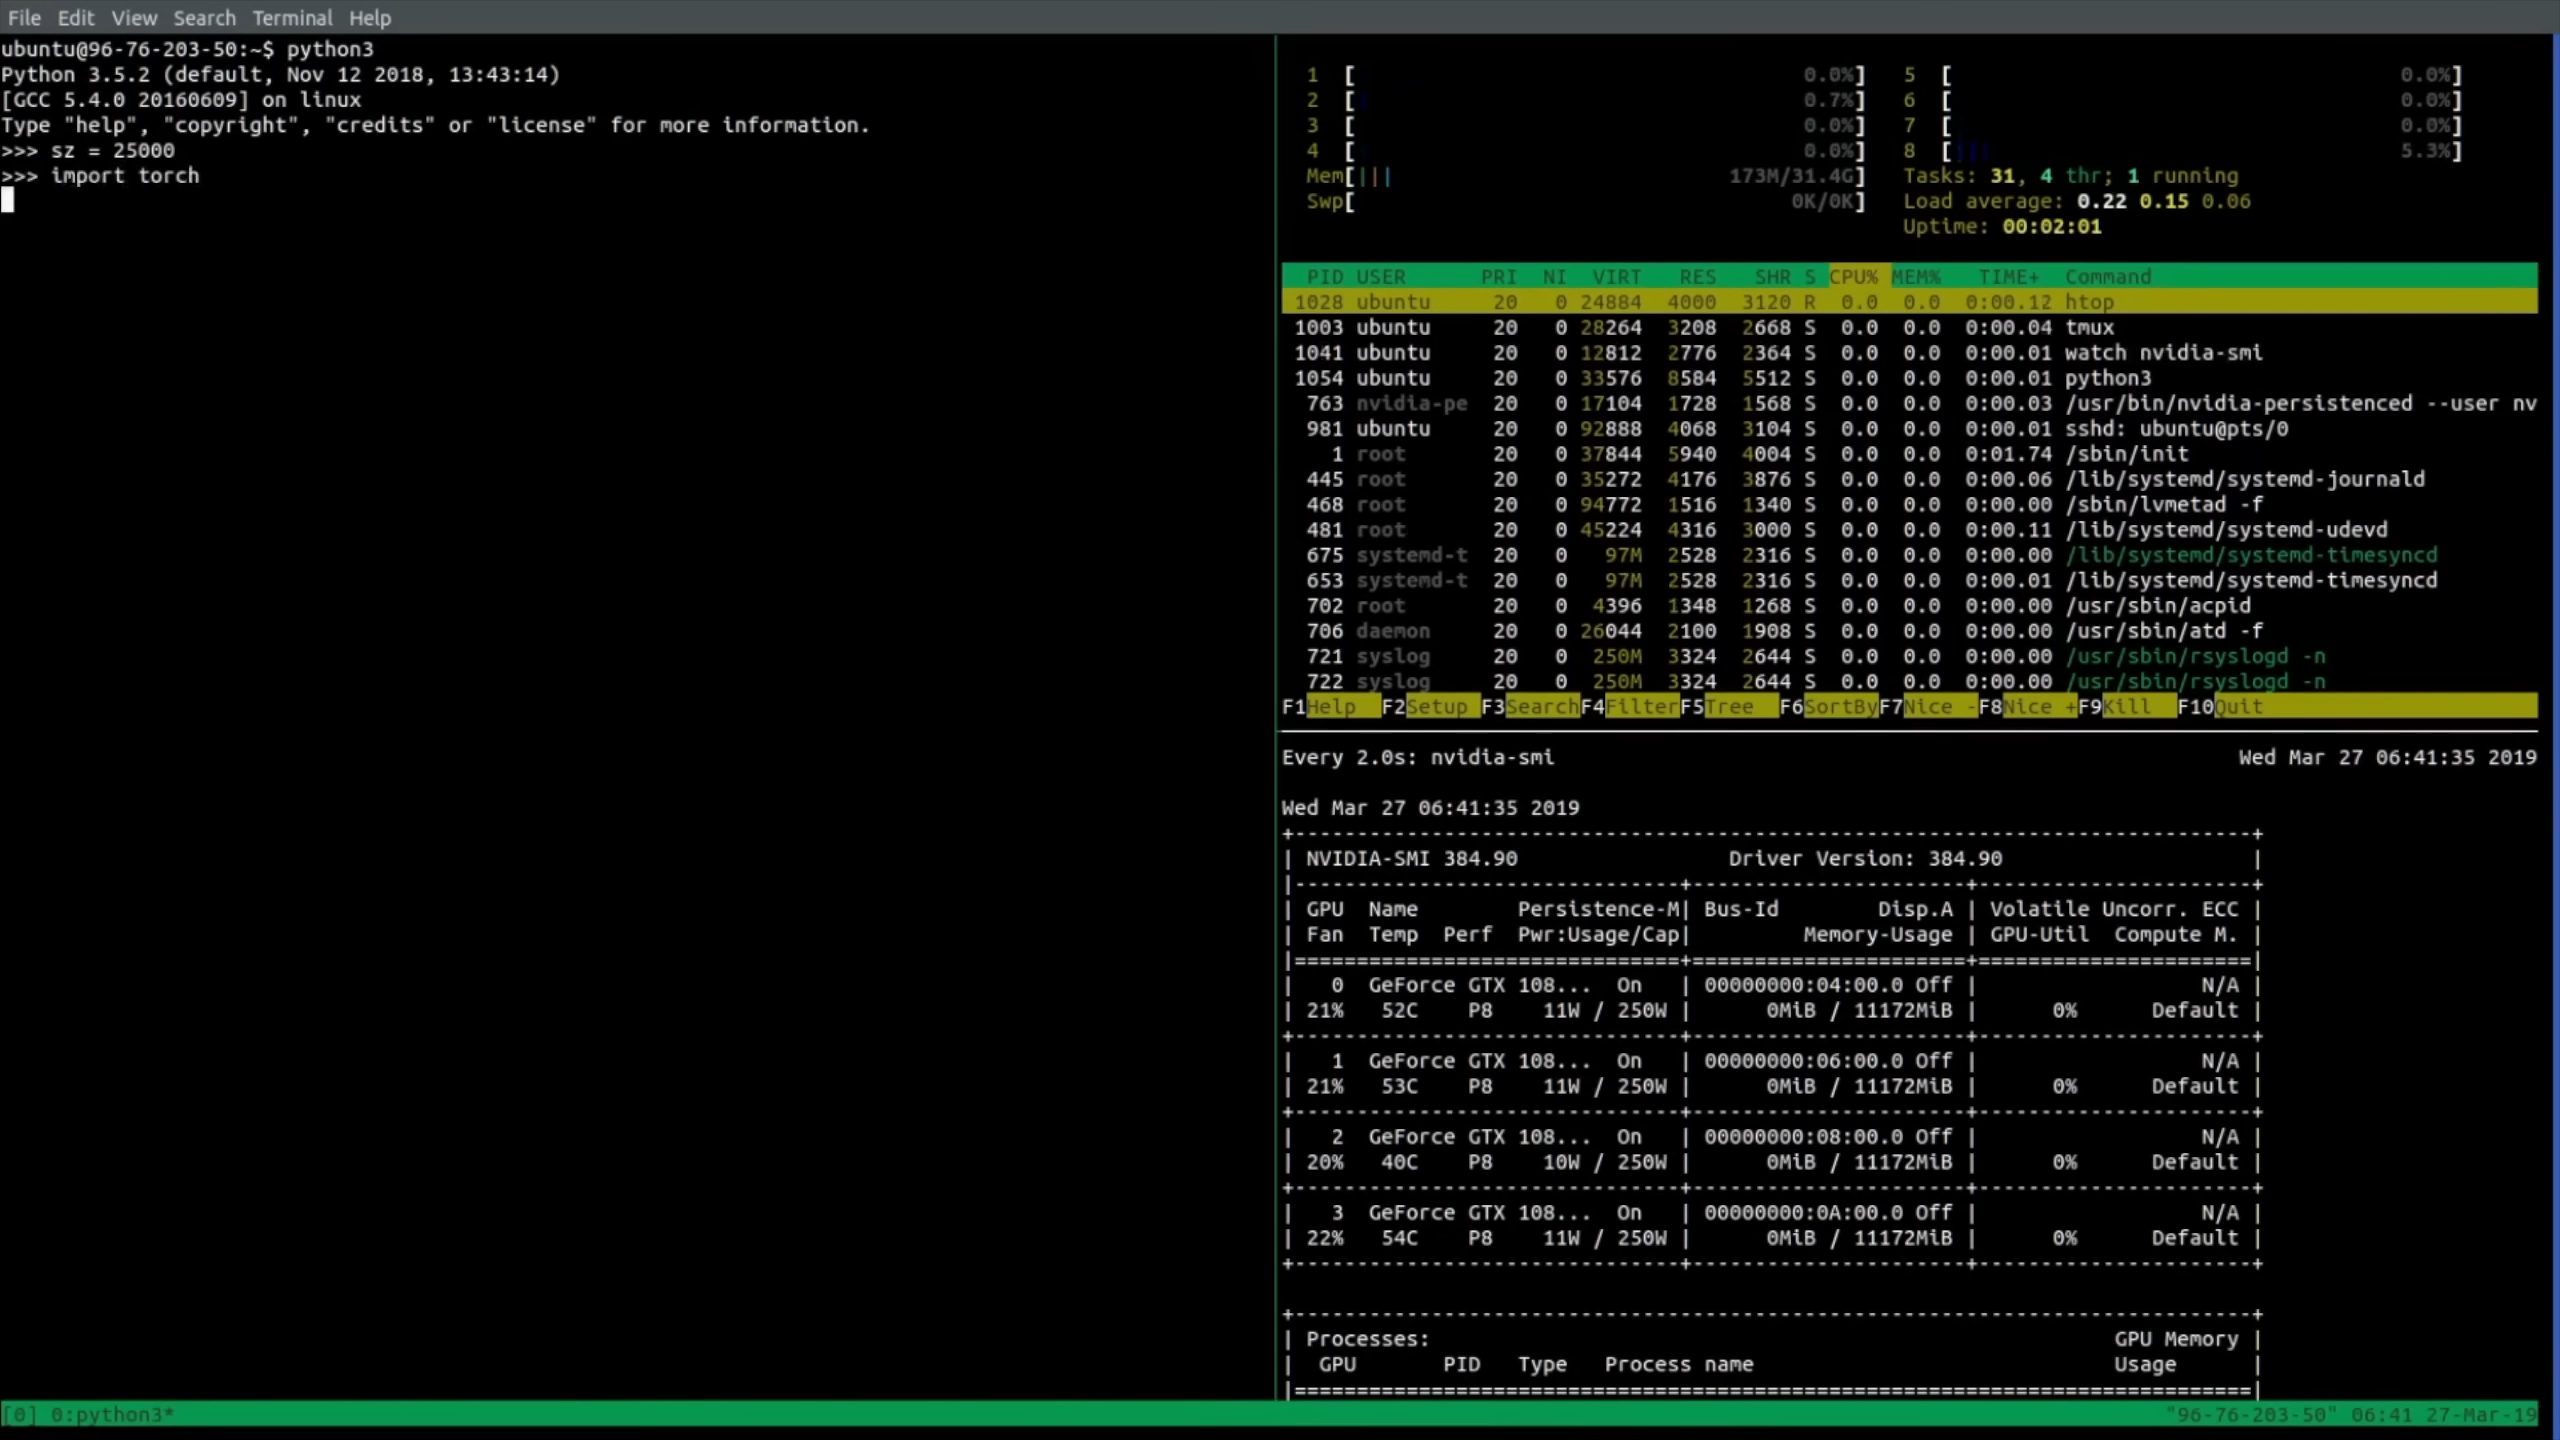 File Edit View Search Terminal Help
ubuntu@96-76-203-50:~$ python3
Python 3.5.2 (default, Nov 12 2018, 13:43:14)
[GCC 5.4.0 20160609] on linux
Type "help", "copyright", "credits" or "license" for more information.
>>> sz = 25000
>>> import torch
1 [ 0.0%] 5 [ 0.0%]
2 [ 0.7%] 6 [ 0.0%]
3 [ 0.0%] 7 [ 0.0%]
4 [ 0.0%] 8 [||| 5.3%]
Mem[||| 173M/31.4G] Tasks: 31, 4 thr; 1 running
Swp[ 0K/0K] Load average: 0.22 0.15 0.06
Uptime: 00:02:01
PID USER PRI NI VIRT RES SHR S CPU% MEM% TIME+ Command
1028 ubuntu 20 0 24884 4000 3120 R 0.0 0.0 0:00.12 htop
1003 ubuntu 20 0 28264 3208 2668 S 0.0 0.0 0:00.04 tmux
1041 ubuntu 20 0 12812 2776 2364 S 0.0 0.0 0:00.01 watch nvidia-smi
1054 ubuntu 20 0 33576 8584 5512 S 0.0 0.0 0:00.01 python3
763 nvidia-pe 20 0 17104 1728 1568 S 0.0 0.0 0:00.03 /usr/bin/nvidia-persistenced --user nv
981 ubuntu 20 0 92888 4068 3104 S 0.0 0.0 0:00.01 sshd: ubuntu@pts/0
1 root 20 0 37844 5940 4004 S 0.0 0.0 0:01.74 /sbin/init
445 root 20 0 35272 4176 3876 S 0.0 0.0 0:00.06 /lib/systemd/systemd-journald
468 root 20 0 94772 1516 1340 S 0.0 0.0 0:00.00 /sbin/lvmetad -f
481 root 20 0 45224 4316 3000 S 0.0 0.0 0:00.11 /lib/systemd/systemd-udevd
675 systemd-t 20 0 97M 2528 2316 S 0.0 0.0 0:00.00 /lib/systemd/systemd-timesyncd
653 systemd-t 20 0 97M 2528 2316 S 0.0 0.0 0:00.01 /lib/systemd/systemd-timesyncd
702 root 20 0 4396 1348 1268 S 0.0 0.0 0:00.00 /usr/sbin/acpid
706 daemon 20 0 26044 2100 1908 S 0.0 0.0 0:00.00 /usr/sbin/atd -f
721 syslog 20 0 250M 3324 2644 S 0.0 0.0 0:00.00 /usr/sbin/rsyslogd -n
722 syslog 20 0 250M 3324 2644 S 0.0 0.0 0:00.00 /usr/sbin/rsyslogd -n
F1Help F2Setup F3SearchF4FilterF5Tree F6SortByF7Nice -F8Nice +F9Kill F10Quit
Every 2.0s: nvidia-smi Wed Mar 27 06:41:35 2019
Wed Mar 27 06:41:35 2019
+-----------------------------------------------------------------------------+
| NVIDIA-SMI 384.90 Driver Version: 384.90 |
|-------------------------------+----------------------+----------------------+
| GPU Name Persistence-M| Bus-Id Disp.A | Volatile Uncorr. ECC |
| Fan Temp Perf Pwr:Usage/Cap| Memory-Usage | GPU-Util Compute M. |
|===============================+======================+======================|
| 0 GeForce GTX 108... On | 00000000:04:00.0 Off | N/A |
| 21% 52C P8 11W / 250W | 0MiB / 11172MiB | 0% Default |
+-------------------------------+----------------------+----------------------+
| 1 GeForce GTX 108... On | 00000000:06:00.0 Off | N/A |
| 21% 53C P8 11W / 250W | 0MiB / 11172MiB | 0% Default |
+-------------------------------+----------------------+----------------------+
| 2 GeForce GTX 108... On | 00000000:08:00.0 Off | N/A |
| 20% 40C P8 10W / 250W | 0MiB / 11172MiB | 0% Default |
+-------------------------------+----------------------+----------------------+
| 3 GeForce GTX 108... On | 00000000:0A:00.0 Off | N/A |
| 22% 54C P8 11W / 250W | 0MiB / 11172MiB | 0% Default |
+-------------------------------+----------------------+----------------------+
+-----------------------------------------------------------------------------+
| Processes: GPU Memory |
| GPU PID Type Process name Usage |
|=============================================================================|
[0] 0:python3* "96-76-203-50" 06:41 27-Mar-19